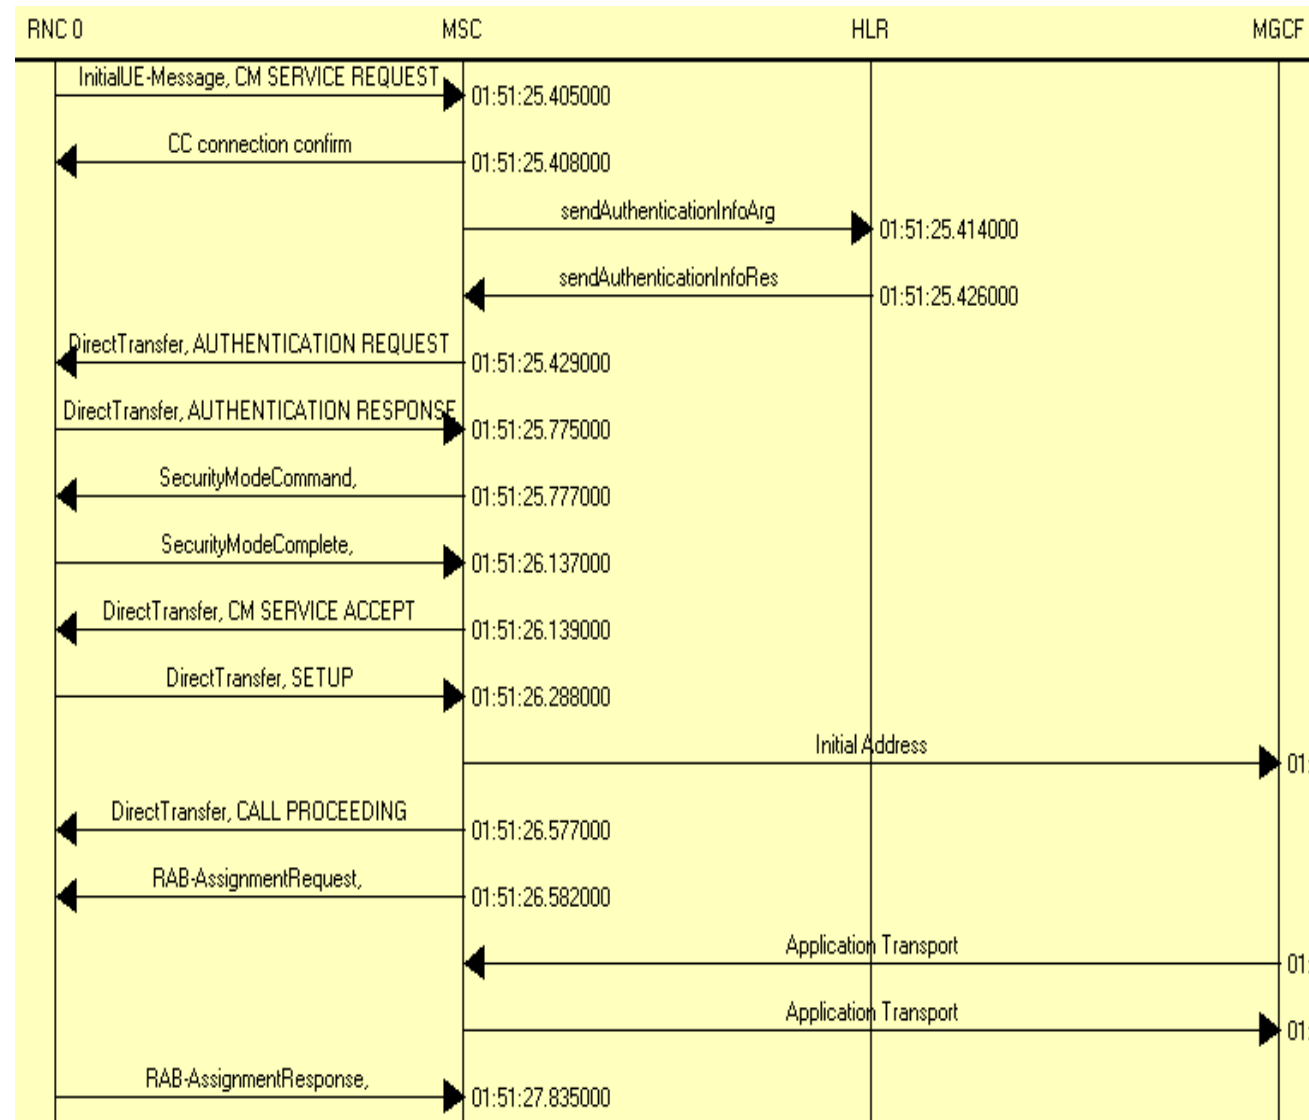 RNC 0 MSC HLR MGCF
InitialUE-Message, CM SERVICE REQUEST
01:51:25.405000
CC connection confirm
01:51:25.408000
sendAuthenticationInfoArg
01:51:25.414000
sendAuthenticationInfoRes
01:51:25.426000
DirectTransfer, AUTHENTICATION REQUEST
01:51:25.429000
DirectTransfer, AUTHENTICATION RESPONSE
01:51:25.775000
SecurityModeCommand,
01:51:25.777000
SecurityModeComplete,
01:51:26.137000
DirectTransfer, CM SERVICE ACCEPT
01:51:26.139000
DirectTransfer, SETUP
01:51:26.288000
Initial Address
01:
DirectTransfer, CALL PROCEEDING
01:51:26.577000
RAB-AssignmentRequest,
01:51:26.582000
Application Transport
01:
Application Transport
01:
RAB-AssignmentResponse,
01:51:27.835000